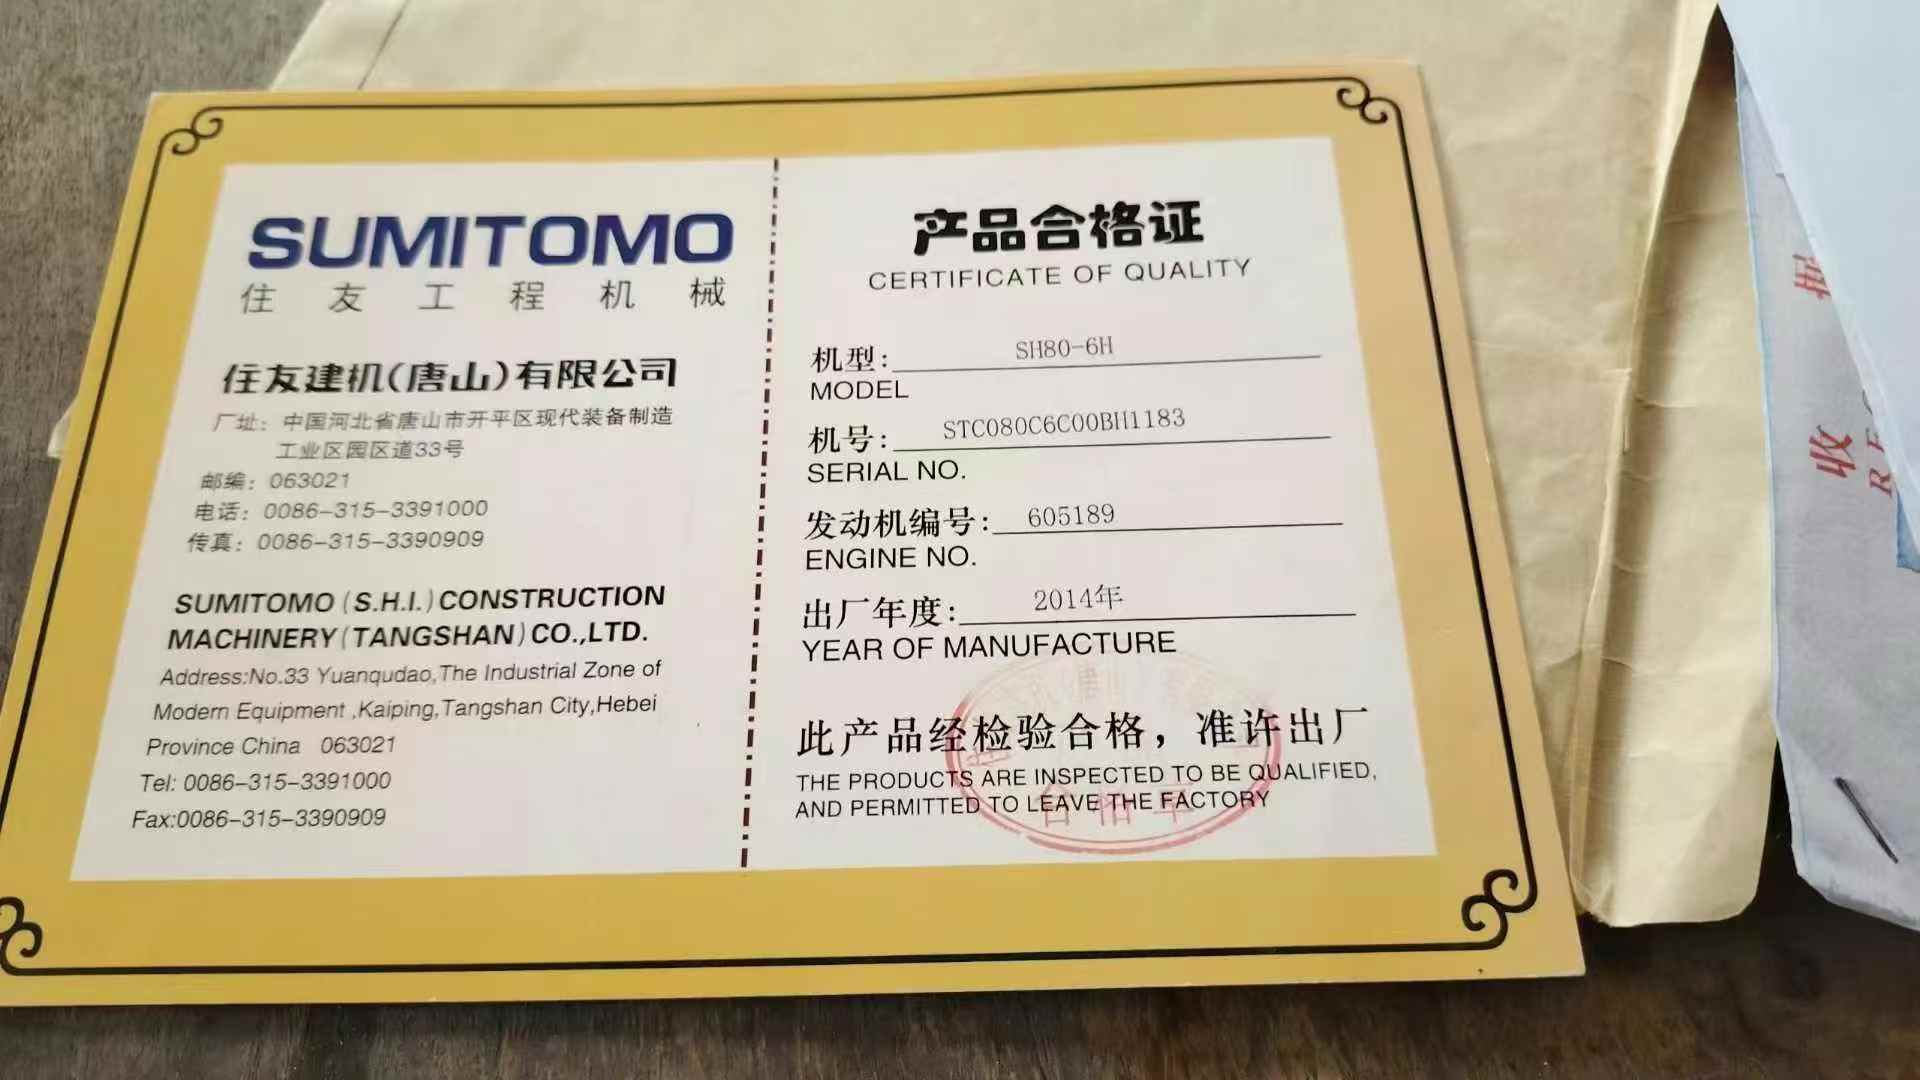 SUMITOMO
住友工程机械
住友建机(唐山)有限公司
厂址：中国河北省唐山市开平区现代装备制造
工业区园区道33号
邮编：063021
电话：0086-315-3391000
传真：0086-315-3390909
SUMITOMO (S.H.I.) CONSTRUCTION
MACHINERY (TANGSHAN) CO.,LTD.
Address:No.33 Yuanqudao,The Industrial Zone of
Modern Equipment ,Kaiping,Tangshan City,Hebei
Province China 063021
Tel: 0086-315-3391000
Fax:0086-315-3390909
产品合格证
CERTIFICATE OF QUALITY
机型: SH80-6H
MODEL
机号: STC080C6C00BH1183
SERIAL NO.
发动机编号: 605189
ENGINE NO.
出厂年度: 2014年
YEAR OF MANUFACTURE
此产品经检验合格，准许出厂
THE PRODUCTS ARE INSPECTED TO BE QUALIFIED,
AND PERMITTED TO LEAVE THE FACTORY
合格章
收